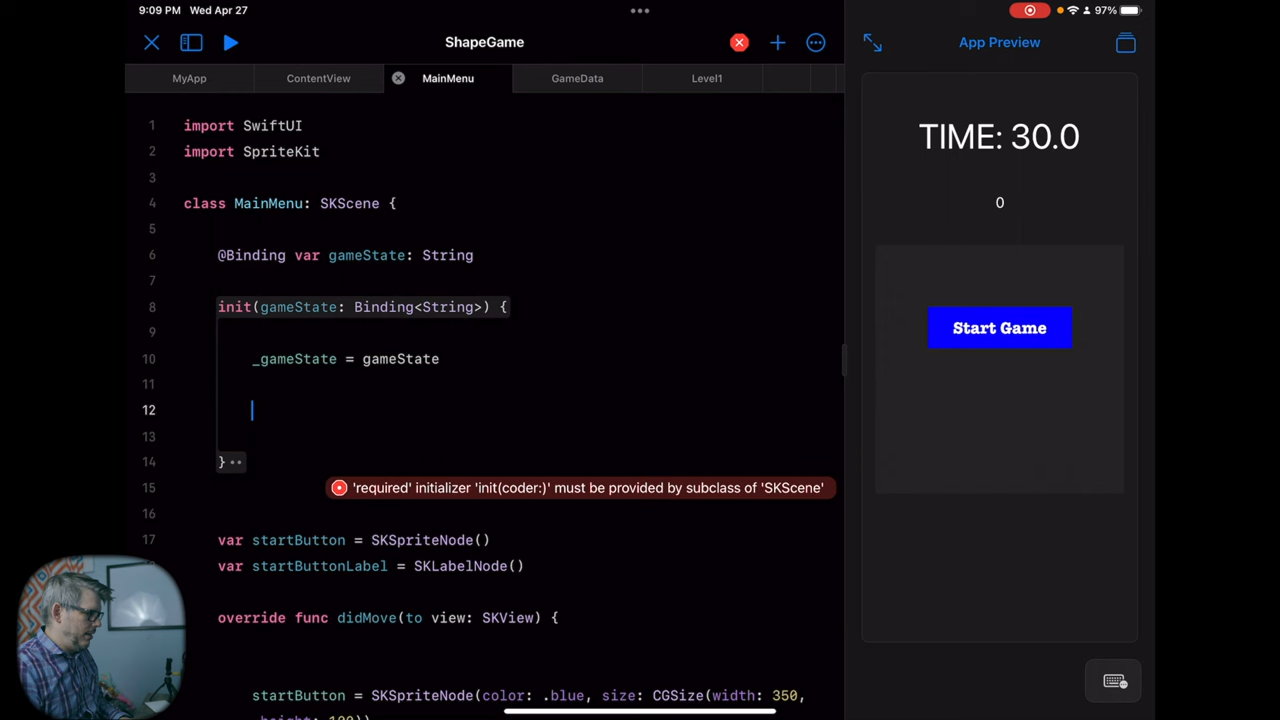 9:09 PM Wed Apr 27
97%
ShapeGame
App Preview
MyApp
ContentView
MainMenu
GameData
Level1
1 import SwiftUI
2 import SpriteKit
3
4 class MainMenu: SKScene {
5
6 @Binding var gameState: String
7
8 init(gameState: Binding<String>) {
9
10 _gameState = gameState
11
12
13
14 }
15 'required' initializer 'init(coder:)' must be provided by subclass of 'SKScene'
16
17 var startButton = SKSpriteNode()
var startButtonLabel = SKLabelNode()
override func didMove(to view: SKView) {
startButton = SKSpriteNode(color: .blue, size: CGSize(width: 350,
TIME: 30.0
0
Start Game